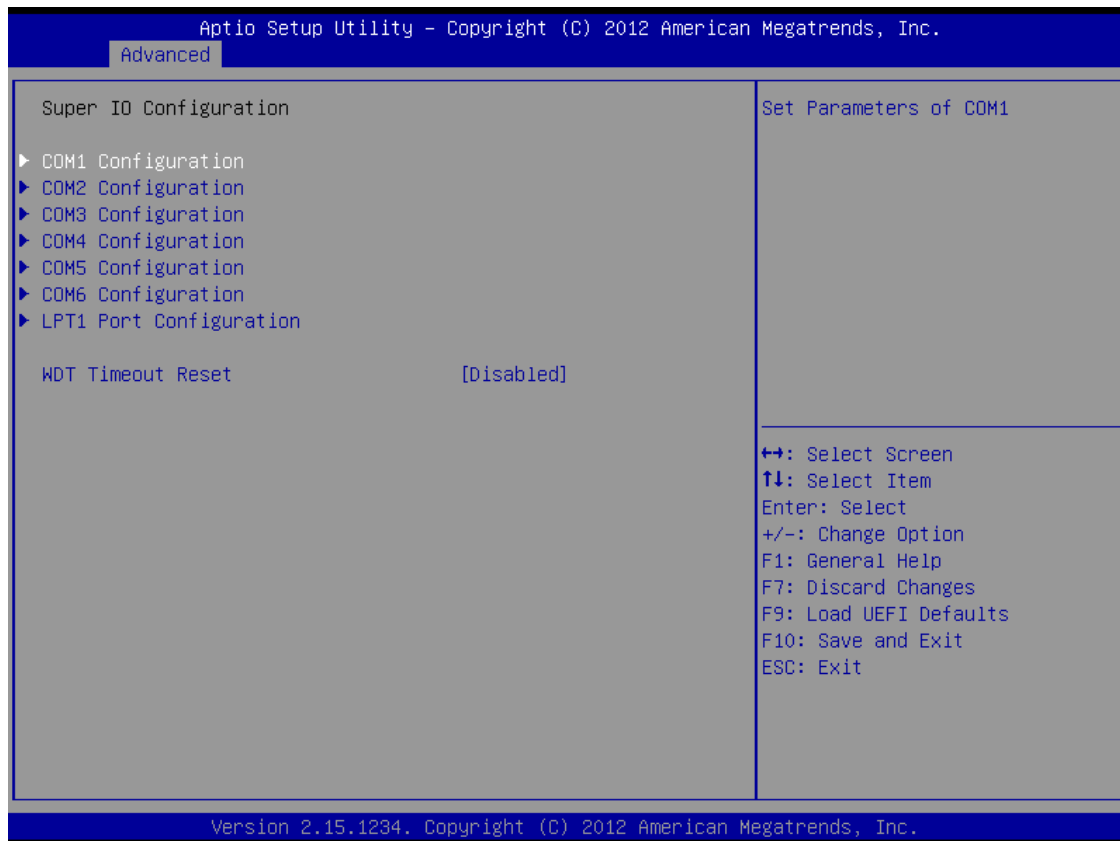 Aptio Setup Utility – Copyright (C) 2012 American Megatrends, Inc.
Advanced
Super IO Configuration
COM1 Configuration
COM2 Configuration
COM3 Configuration
COM4 Configuration
COM5 Configuration
COM6 Configuration
LPT1 Port Configuration
WDT Timeout Reset [Disabled]
Set Parameters of COM1
↔: Select Screen
↑↓: Select Item
Enter: Select
+/-: Change Option
F1: General Help
F7: Discard Changes
F9: Load UEFI Defaults
F10: Save and Exit
ESC: Exit
Version 2.15.1234. Copyright (C) 2012 American Megatrends, Inc.